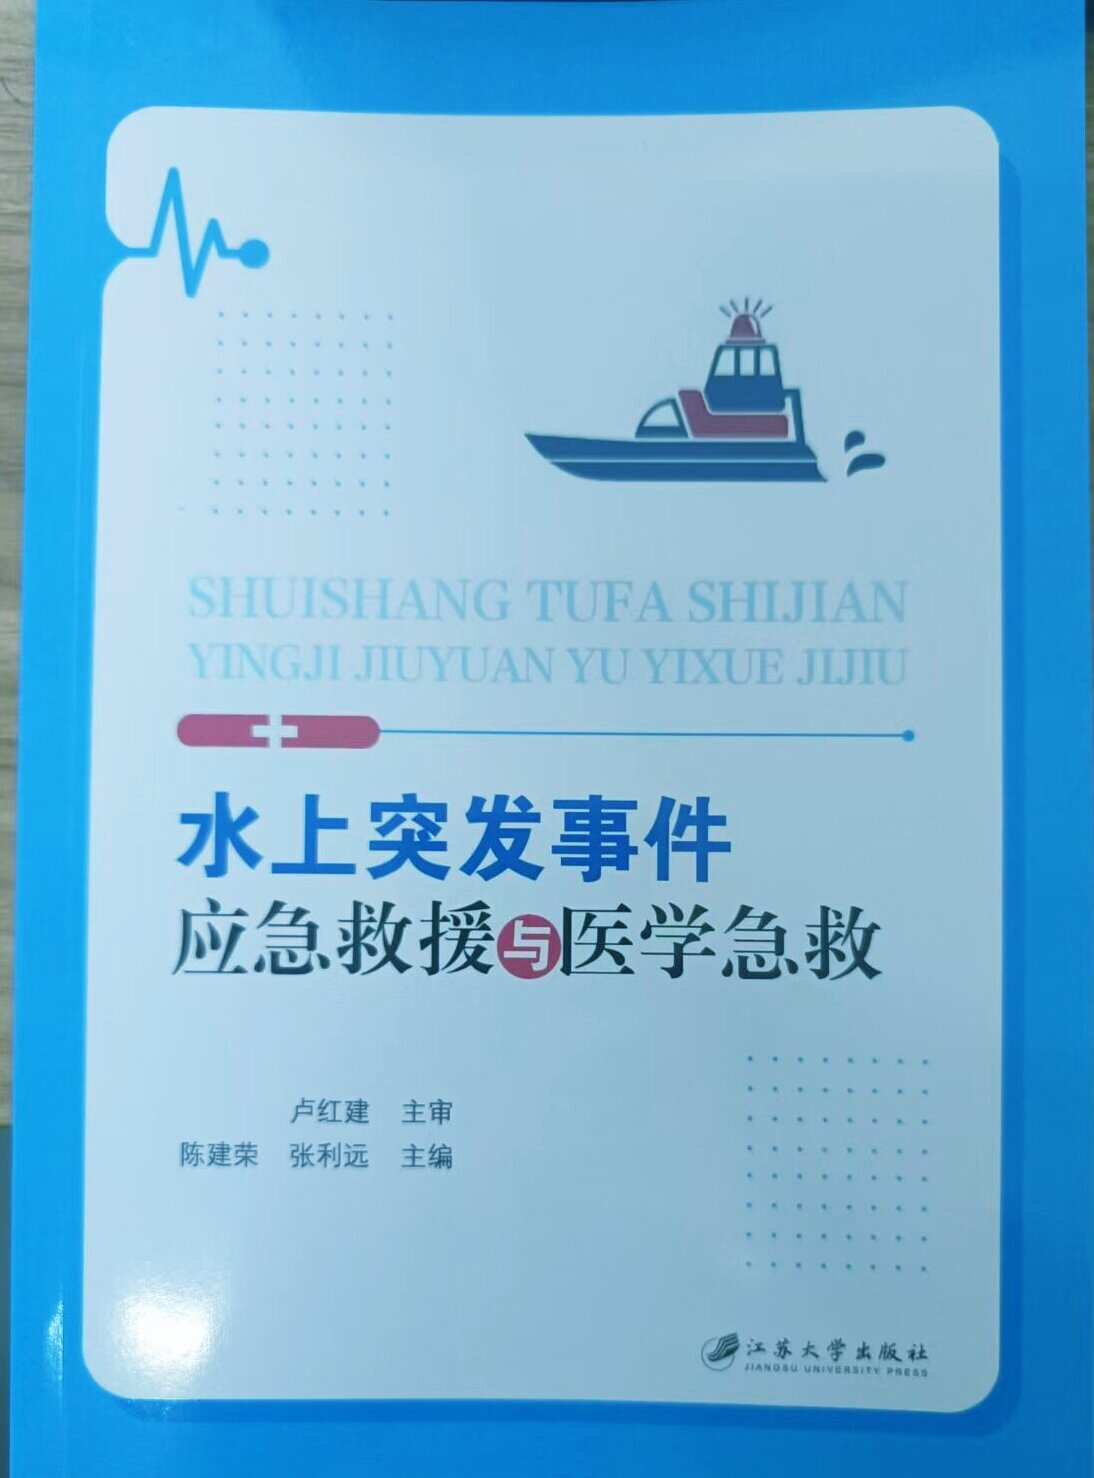 SHUISHANG TUFA SHIJIAN
YINGJI JIUYUAN YU YIXUE JIJIU
水上突发事件
应急救援与医学急救
卢红建 主审
陈建荣 张利远 主编
江苏大学出版社
JIANGSU UNIVERSITY PRESS